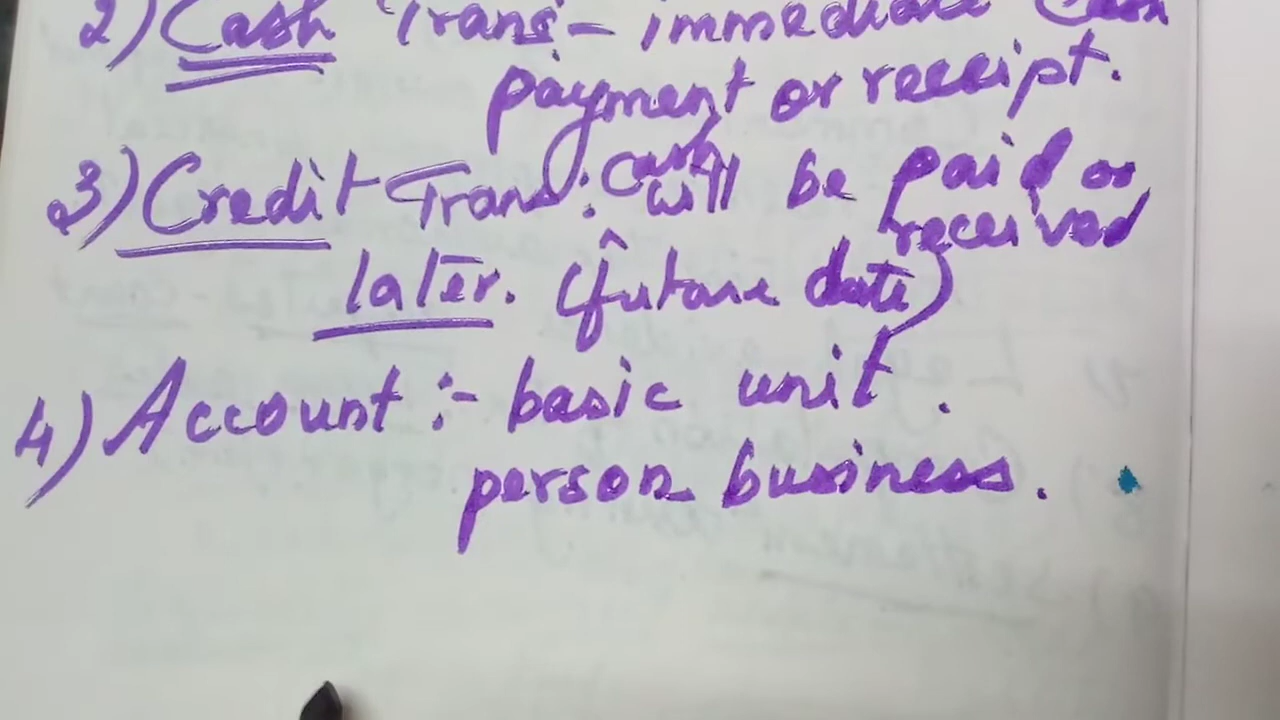 2) Cash Trans - immediate Cash
payment or receipt.
3) Credit Trans: cash will be paid or
received
later. (future date)
4) Account :- basic unit.
person business.